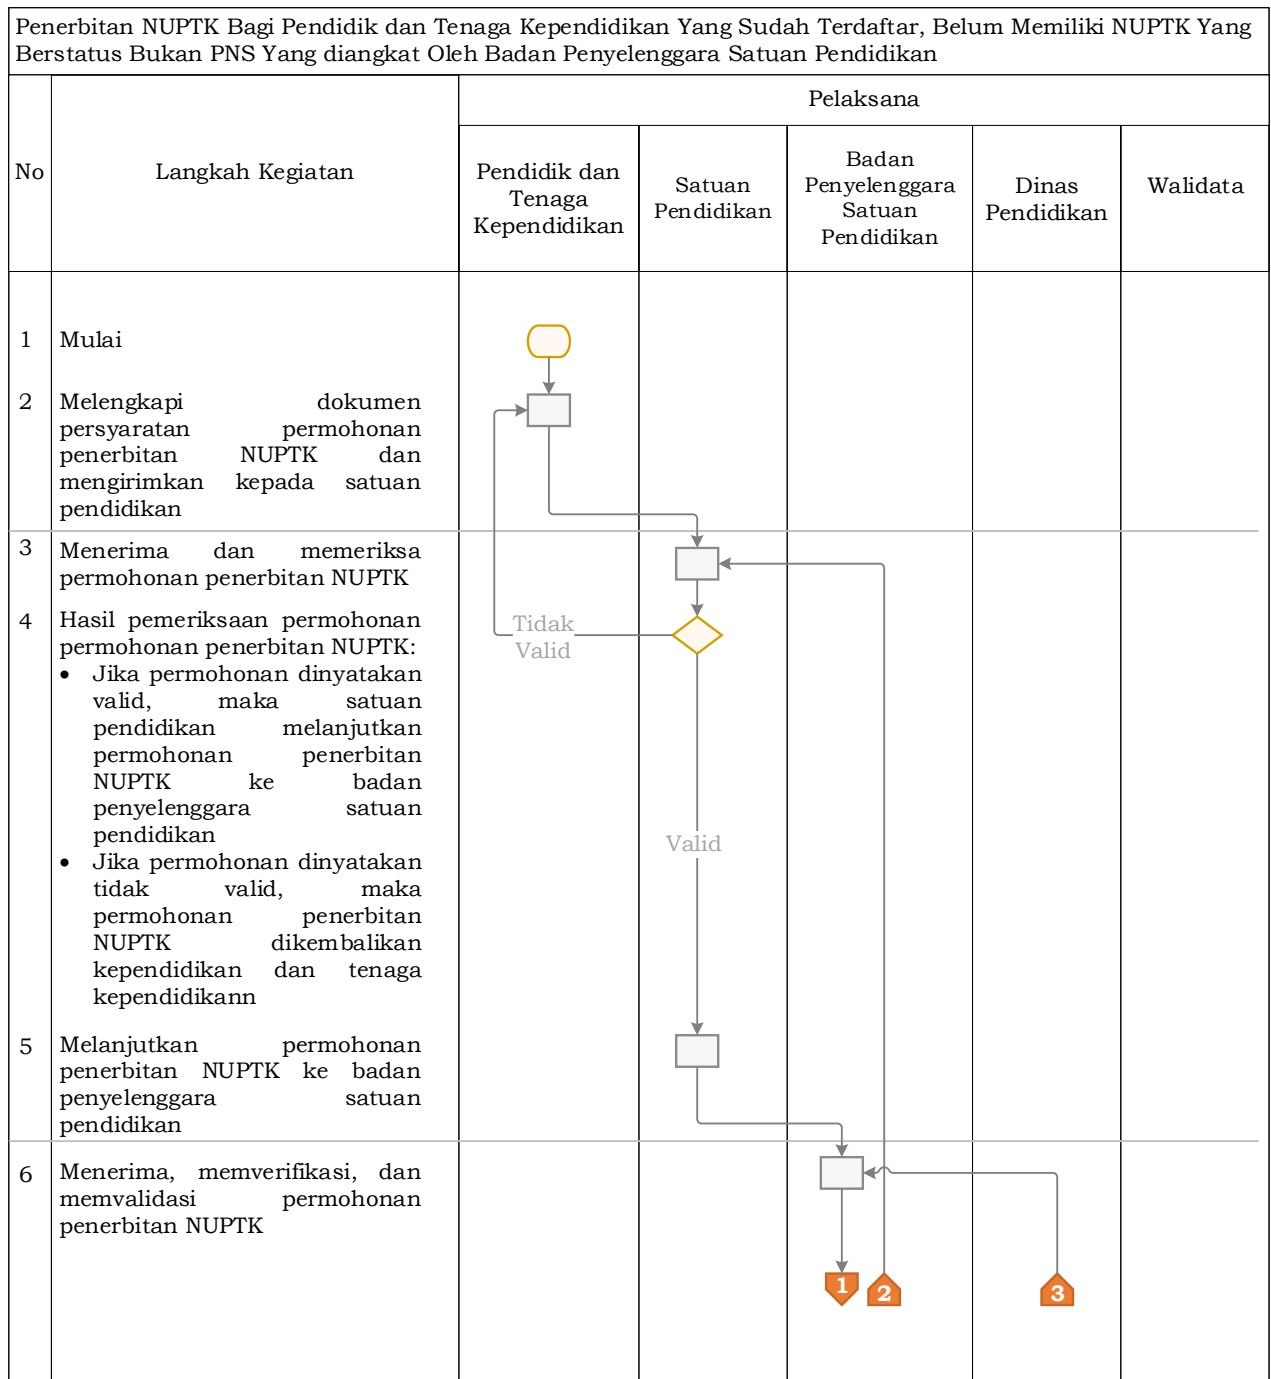 Penerbitan NUPTK Bagi Pendidik dan Tenaga Kependidikan Yang Sudah Terdaftar, Belum Memiliki NUPTK Yang
Berstatus Bukan PNS Yang diangkat Oleh Badan Penyelenggara Satuan Pendidikan
No
Langkah Kegiatan
Pelaksana
Pendidik dan
Tenaga
Kependidikan
Satuan
Pendidikan
Badan
Penyelenggara
Satuan
Pendidikan
Dinas
Pendidikan
Walidata
1 Mulai
2 Melengkapi dokumen
persyaratan permohonan
penerbitan NUPTK dan
mengirimkan kepada satuan
pendidikan
3 Menerima dan memeriksa
permohonan penerbitan NUPTK
4 Hasil pemeriksaan permohonan
permohonan penerbitan NUPTK:
• Jika permohonan dinyatakan
valid, maka satuan
pendidikan melanjutkan
permohonan penerbitan
NUPTK ke badan
penyelenggara satuan
pendidikan
• Jika permohonan dinyatakan
tidak valid, maka
permohonan penerbitan
NUPTK dikembalikan
kependidikan dan tenaga
kependidikann
Tidak
Valid
Valid
5 Melanjutkan permohonan
penerbitan NUPTK ke badan
penyelenggara satuan
pendidikan
6 Menerima, memverifikasi, dan
memvalidasi permohonan
penerbitan NUPTK
1
2
3